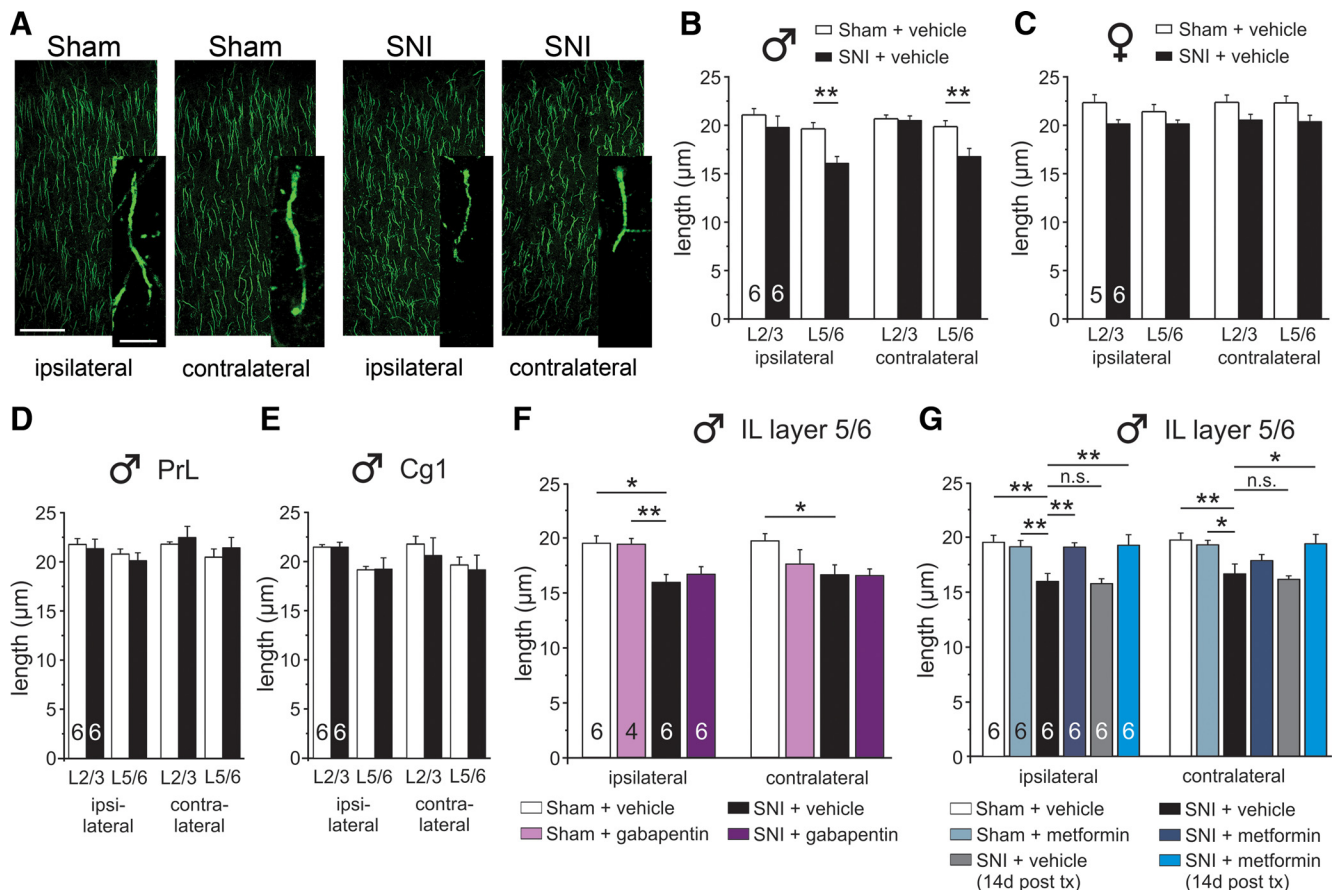 A
Sham Sham SNI SNI
ipsilateral contralateral ipsilateral contralateral
B
♂
Sham + vehicle
SNI + vehicle
length (µm)
25
20
15
10
5
0
** **
6 6
L2/3 L5/6 L2/3 L5/6
ipsilateral contralateral
C
♀
Sham + vehicle
SNI + vehicle
length (µm)
25
20
15
10
5
0
5 6
L2/3 L5/6 L2/3 L5/6
ipsilateral contralateral
D
♂ PrL
length (µm)
25
20
15
10
5
0
6 6
L2/3 L5/6 L2/3 L5/6
ipsi- contra-
lateral lateral
E
♂ Cg1
length (µm)
25
20
15
10
5
0
6 6
L2/3 L5/6 L2/3 L5/6
ipsi- contra-
lateral lateral
F
♂ IL layer 5/6
length (µm)
25
20
15
10
5
0
*
**
*
6 4 6 6
ipsilateral contralateral
Sham + vehicle SNI + vehicle
Sham + gabapentin SNI + gabapentin
G
♂ IL layer 5/6
length (µm)
25
20
15
10
5
0
**
n.s.
**
**
**
*
n.s.
**
*
6 6 6 6 6 6
ipsilateral contralateral
Sham + vehicle SNI + vehicle
Sham + metformin SNI + metformin
SNI + vehicle SNI + metformin
(14d post tx) (14d post tx)